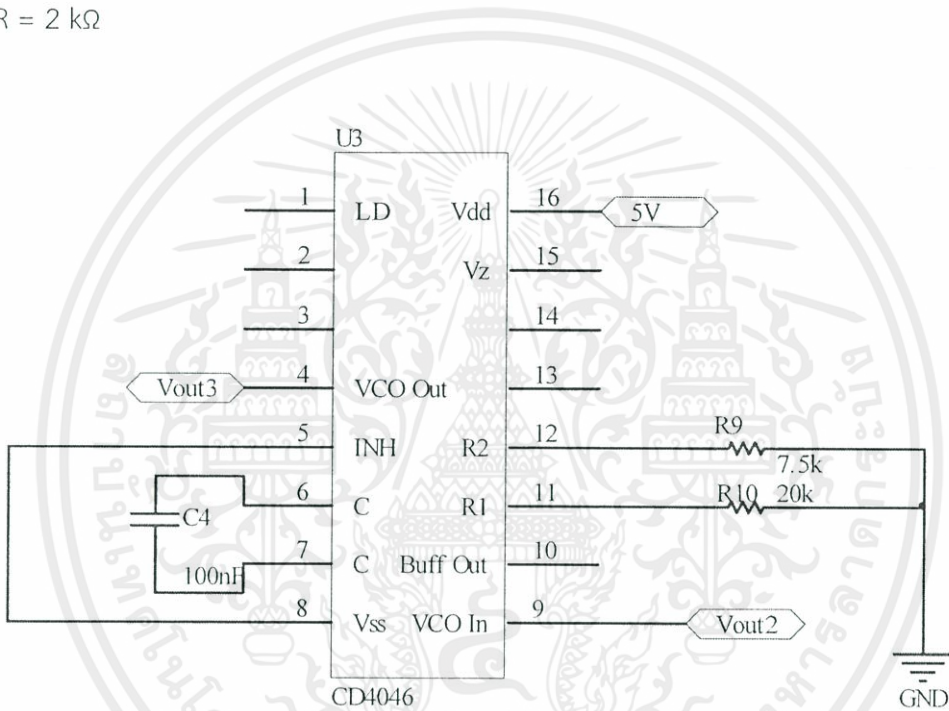 R = 2 kΩ
U3
1 LD Vdd 16 5V
2 Vz 15
3 14
Vout3 4 VCO Out 13
5 INH R2 12 R9 7.5k
6 C R1 11 R10 20k
C4
7 C Buff Out 10
100nF
8 Vss VCO In 9 Vout2
CD4046
GND